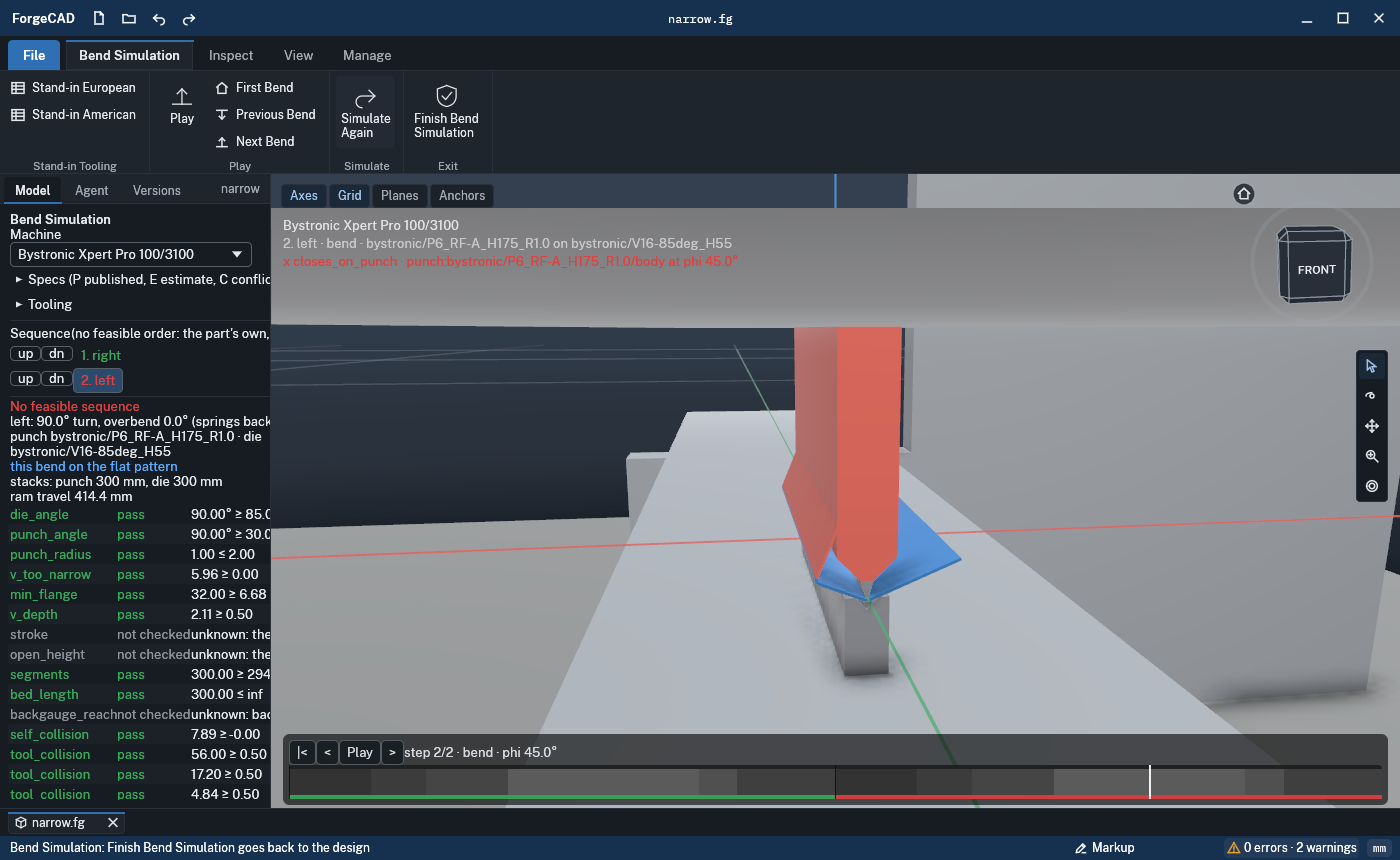 ForgeCAD
narrow.fg
File
Bend Simulation
Inspect
View
Manage
Stand-in European
Stand-in American
Stand-in Tooling
Play
First Bend
Previous Bend
Next Bend
Play
Simulate Again
Simulate
Finish Bend Simulation
Exit
Model
Agent
Versions
narrow
Bend Simulation
Machine
Bystronic Xpert Pro 100/3100
Specs (P published, E estimate, C conflic
Tooling
Sequence(no feasible order: the part's own,
up dn 1. right
up dn 2. left
No feasible sequence
left: 90.0° turn, overbend 0.0° (springs back
punch bystronic/P6_RF-A_H175_R1.0 · die
bystronic/V16-85deg_H55
this bend on the flat pattern
stacks: punch 300 mm, die 300 mm
ram travel 414.4 mm
die_angle pass 90.00° ≥ 85.0
punch_angle pass 90.00° ≥ 30.0
punch_radius pass 1.00 ≤ 2.00
v_too_narrow pass 5.96 ≥ 0.00
min_flange pass 32.00 ≥ 6.68
v_depth pass 2.11 ≥ 0.50
stroke not checked unknown: the
open_height not checked unknown: the
segments pass 300.00 ≥ 294
bed_length pass 300.00 ≤ inf
backgauge_reach not checked unknown: bac
self_collision pass 7.89 ≥ -0.00
tool_collision pass 56.00 ≥ 0.50
tool_collision pass 17.20 ≥ 0.50
tool_collision pass 4.84 ≥ 0.50
Axes
Grid
Planes
Anchors
Bystronic Xpert Pro 100/3100
2. left · bend · bystronic/P6_RF-A_H175_R1.0 on bystronic/V16-85deg_H55
x closes_on_punch · punch:bystronic/P6_RF-A_H175_R1.0/body at phi 45.0°
FRONT
|< < Play > step 2/2 · bend · phi 45.0°
narrow.fg
Bend Simulation: Finish Bend Simulation goes back to the design
Markup
0 errors · 2 warnings
mm